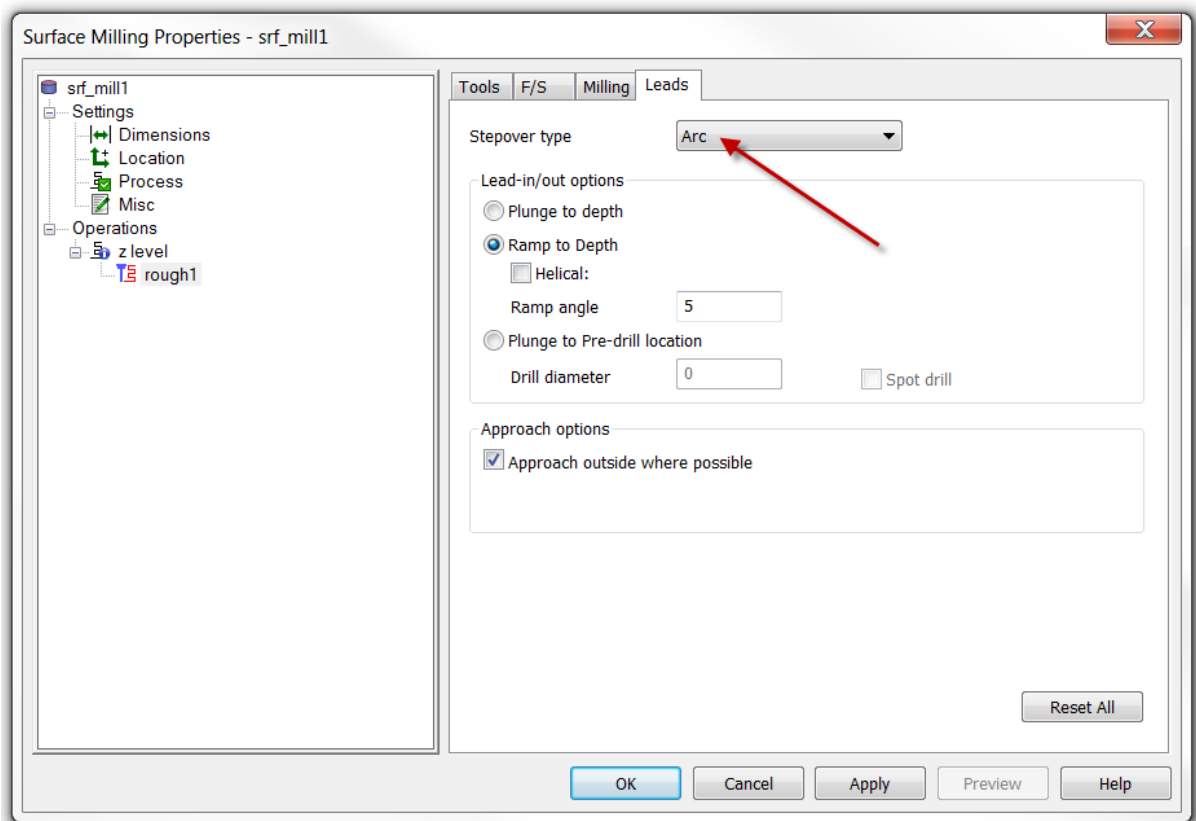 Surface Milling Properties - srf_mill1
srf_mill1
Settings
Dimensions
Location
Process
Misc
Operations
z level
rough1
Tools F/S Milling Leads
Stepover type Arc
Lead-in/out options
Plunge to depth
Ramp to Depth
Helical:
Ramp angle 5
Plunge to Pre-drill location
Drill diameter 0 Spot drill
Approach options
Approach outside where possible
Reset All
OK Cancel Apply Preview Help